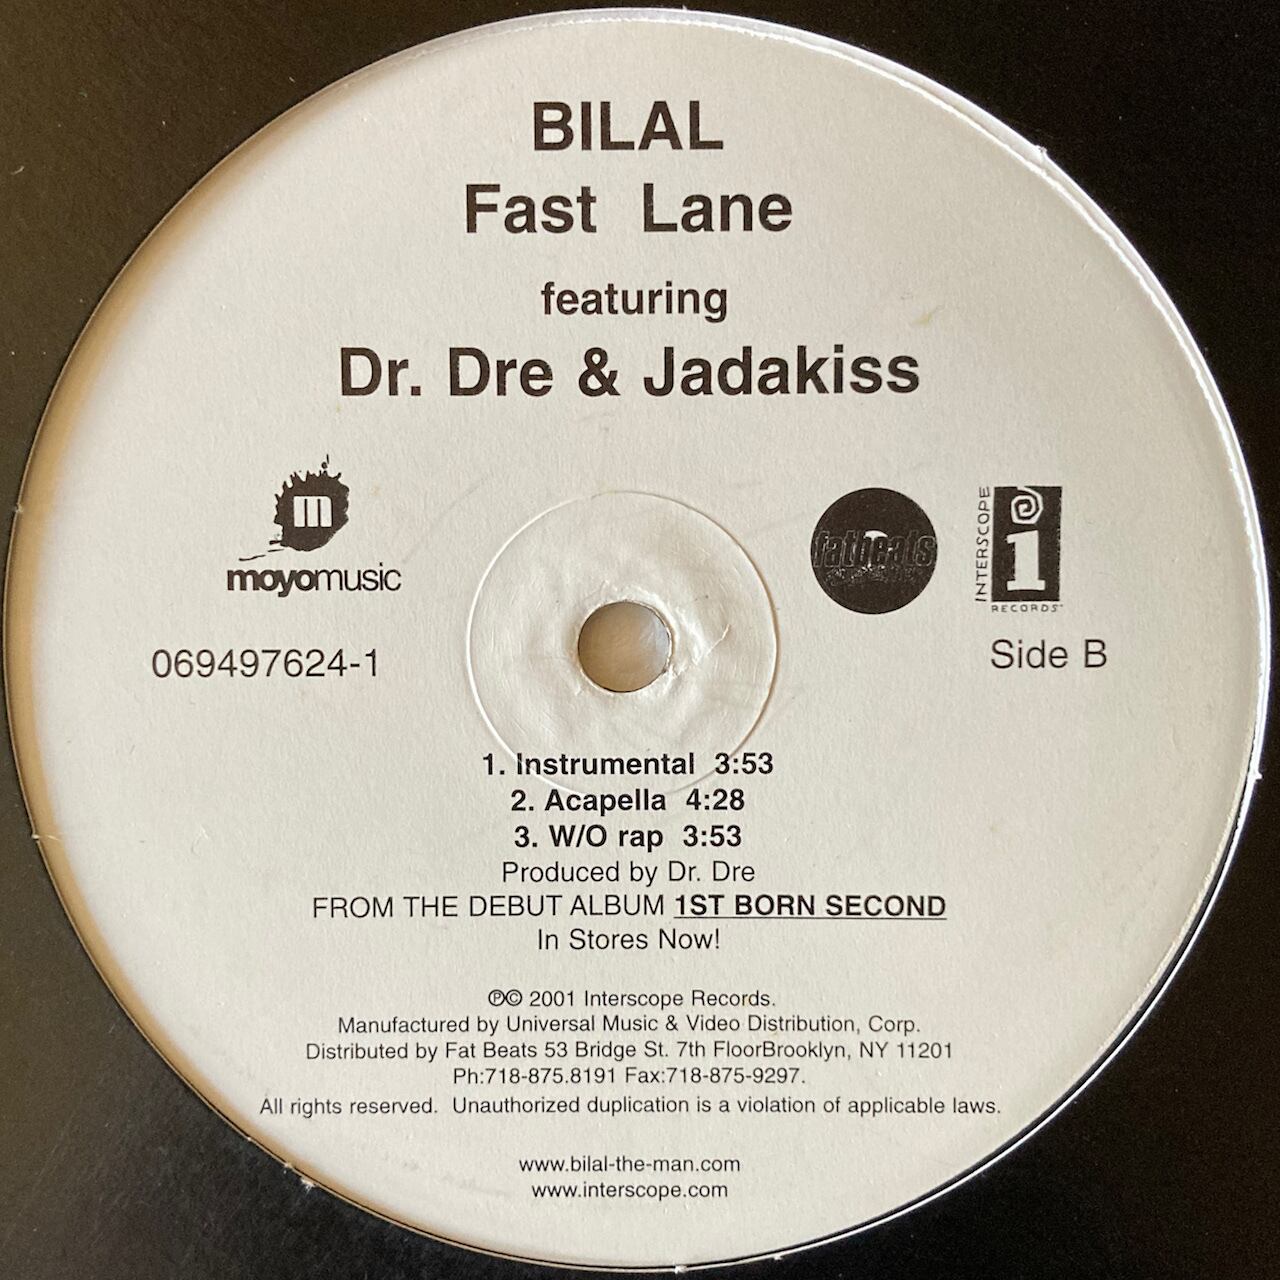 BILAL
Fast Lane
featuring
Dr. Dre & Jadakiss
m
moyomusic
fatbeats
INTERSCOPE
i
RECORDS
069497624-1
Side B
1. Instrumental 3:53
2. Acapella 4:28
3. W/O rap 3:53
Produced by Dr. Dre
FROM THE DEBUT ALBUM 1ST BORN SECOND
In Stores Now!
℗© 2001 Interscope Records.
Manufactured by Universal Music & Video Distribution, Corp.
Distributed by Fat Beats 53 Bridge St. 7th FloorBrooklyn, NY 11201
Ph:718-875.8191 Fax:718-875-9297.
All rights reserved. Unauthorized duplication is a violation of applicable laws.
www.bilal-the-man.com
www.interscope.com